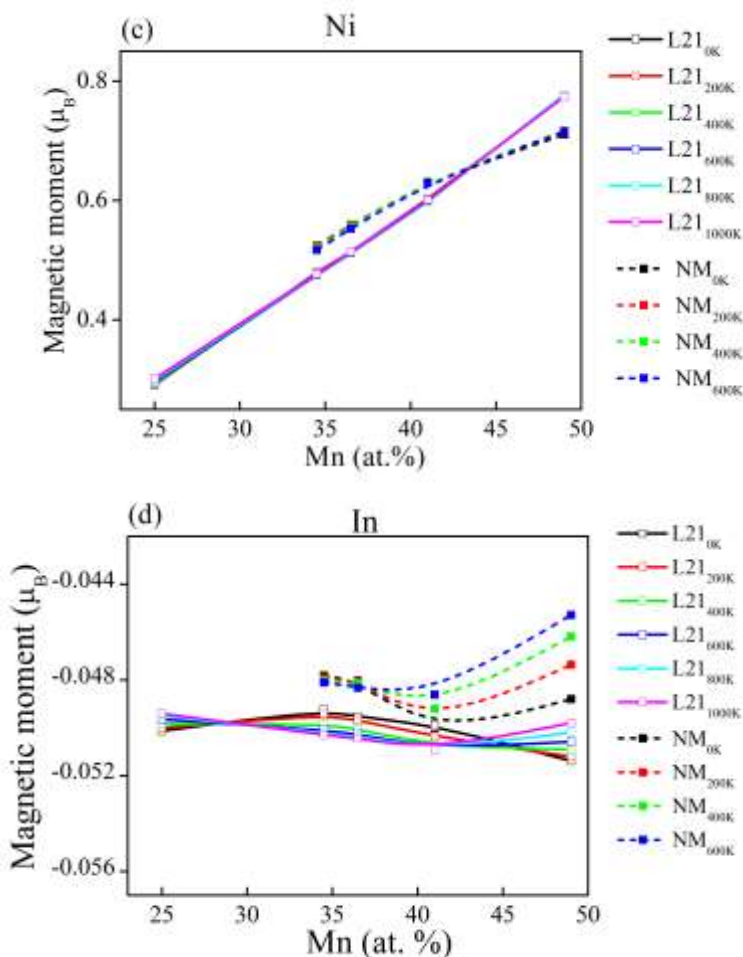 (c) Ni
Magnetic moment (μB)
0.8
0.6
0.4
25 30 35 40 45 50
Mn (at.%)
L21 0K
L21 200K
L21 400K
L21 600K
L21 800K
L21 1000K
NM 0K
NM 200K
NM 400K
NM 600K
(d) In
Magnetic moment (μB)
-0.044
-0.048
-0.052
-0.056
25 30 35 40 45 50
Mn (at. %)
L21 0K
L21 200K
L21 400K
L21 600K
L21 800K
L21 1000K
NM 0K
NM 200K
NM 400K
NM 600K